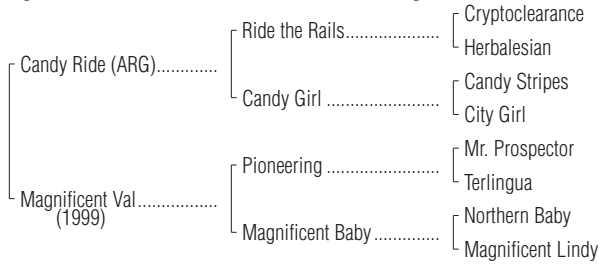 Cryptoclearance
Ride the Rails....................
Herbalesian
Candy Ride (ARG).............
Candy Stripes
Candy Girl ........................
City Girl
Mr. Prospector
Pioneering ........................
Terlingua
Magnificent Val.................
(1999)
Northern Baby
Magnificent Baby..............
Magnificent Lindy